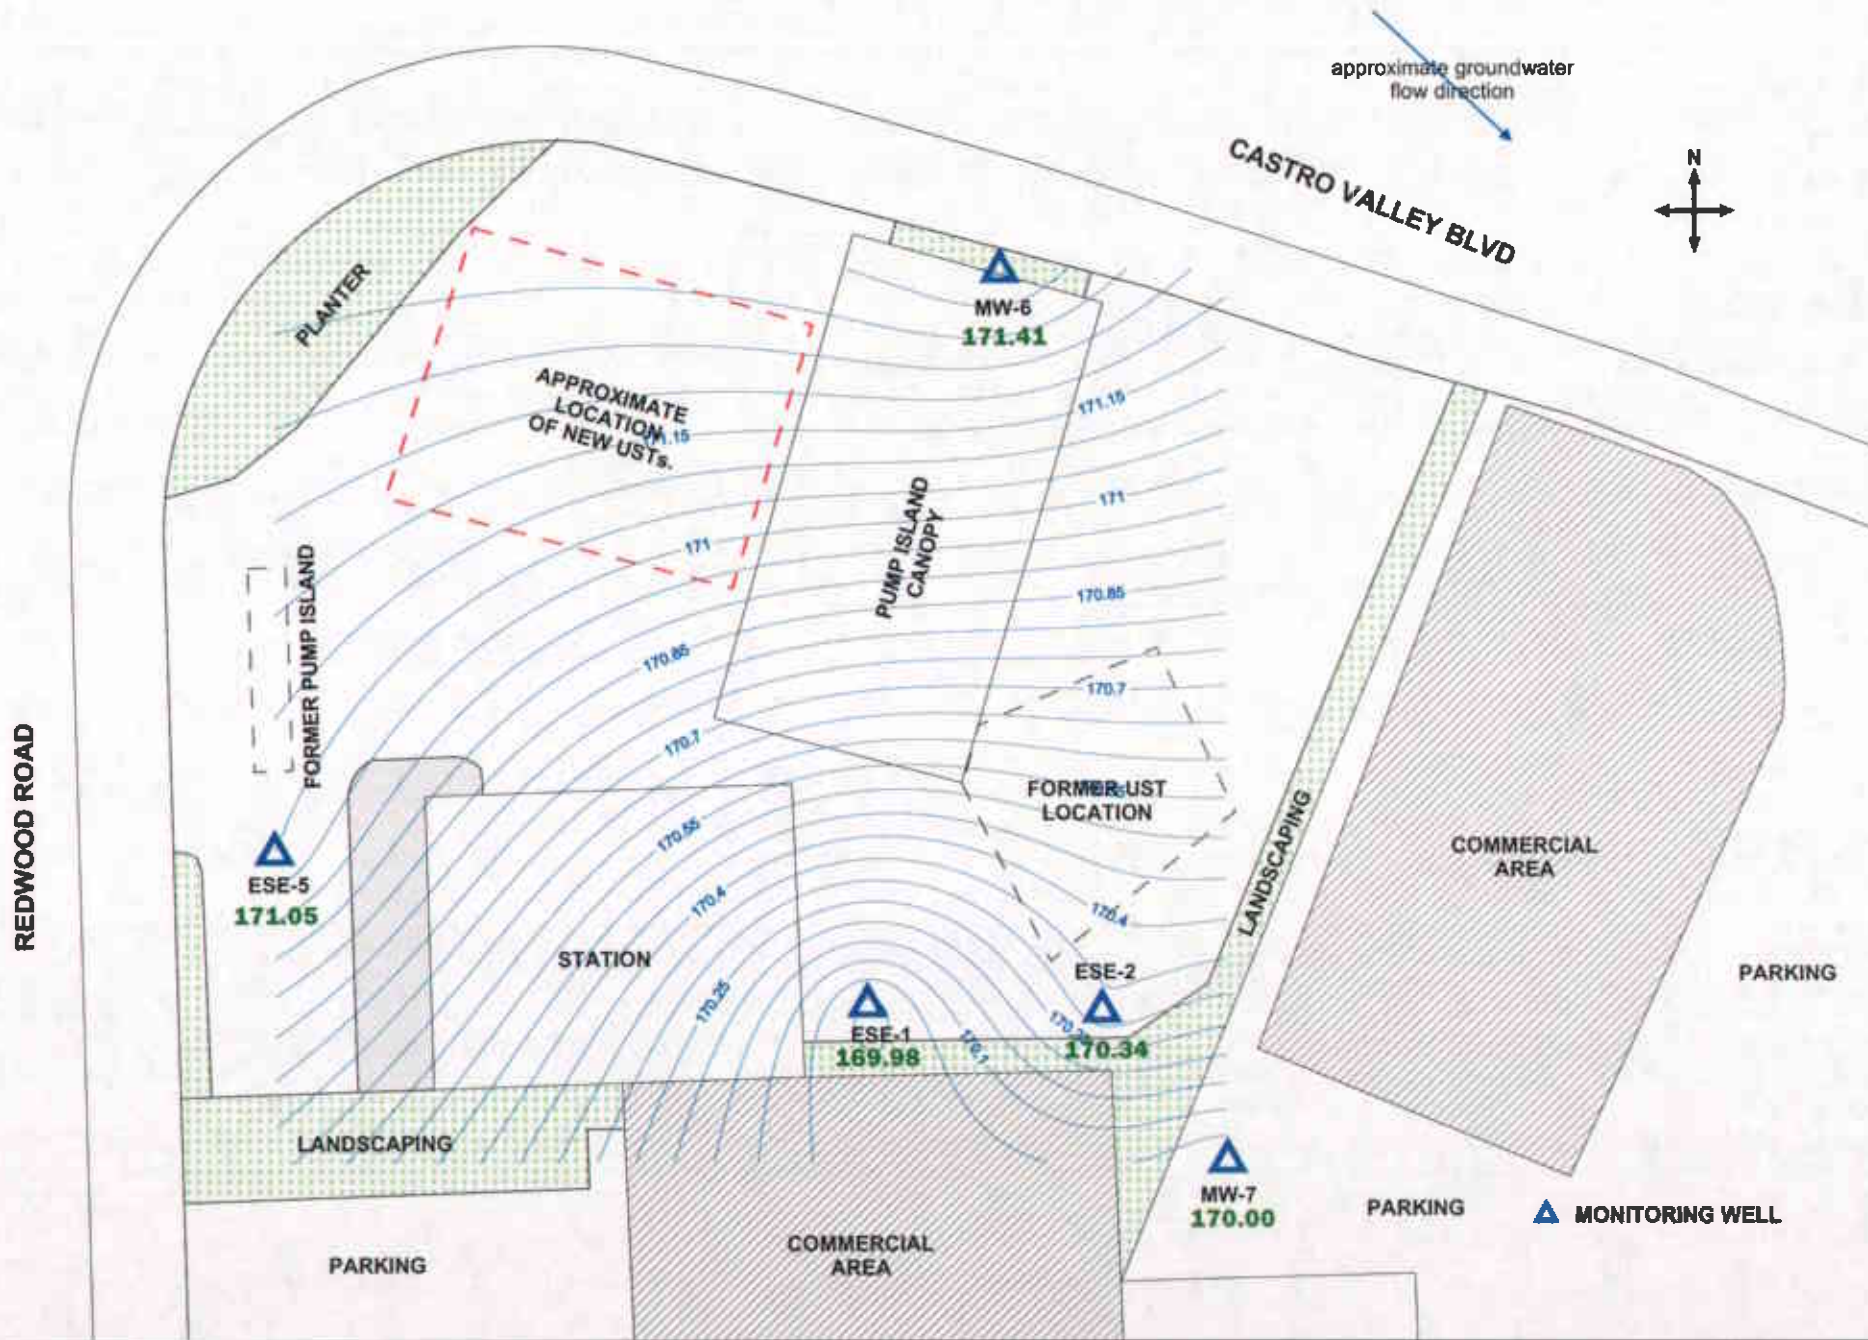 approximate groundwater
flow direction
CASTRO VALLEY BLVD
N
PLANTER
MW-6
171.41
APPROXIMATE
LOCATION
OF NEW USTs.
171.15
171.15
171
171
PUMP ISLAND
CANOPY
170.85
170.85
FORMER PUMP ISLAND
170.7
170.7
FORMER UST
LOCATION
REDWOOD ROAD
ESE-5
171.05
170.55
170.4
170.4
LANDSCAPING
COMMERCIAL
AREA
STATION
170.25
ESE-2
170.34
ESE-1
169.98
170.1
PARKING
LANDSCAPING
MW-7
170.00
PARKING
MONITORING WELL
PARKING
COMMERCIAL
AREA